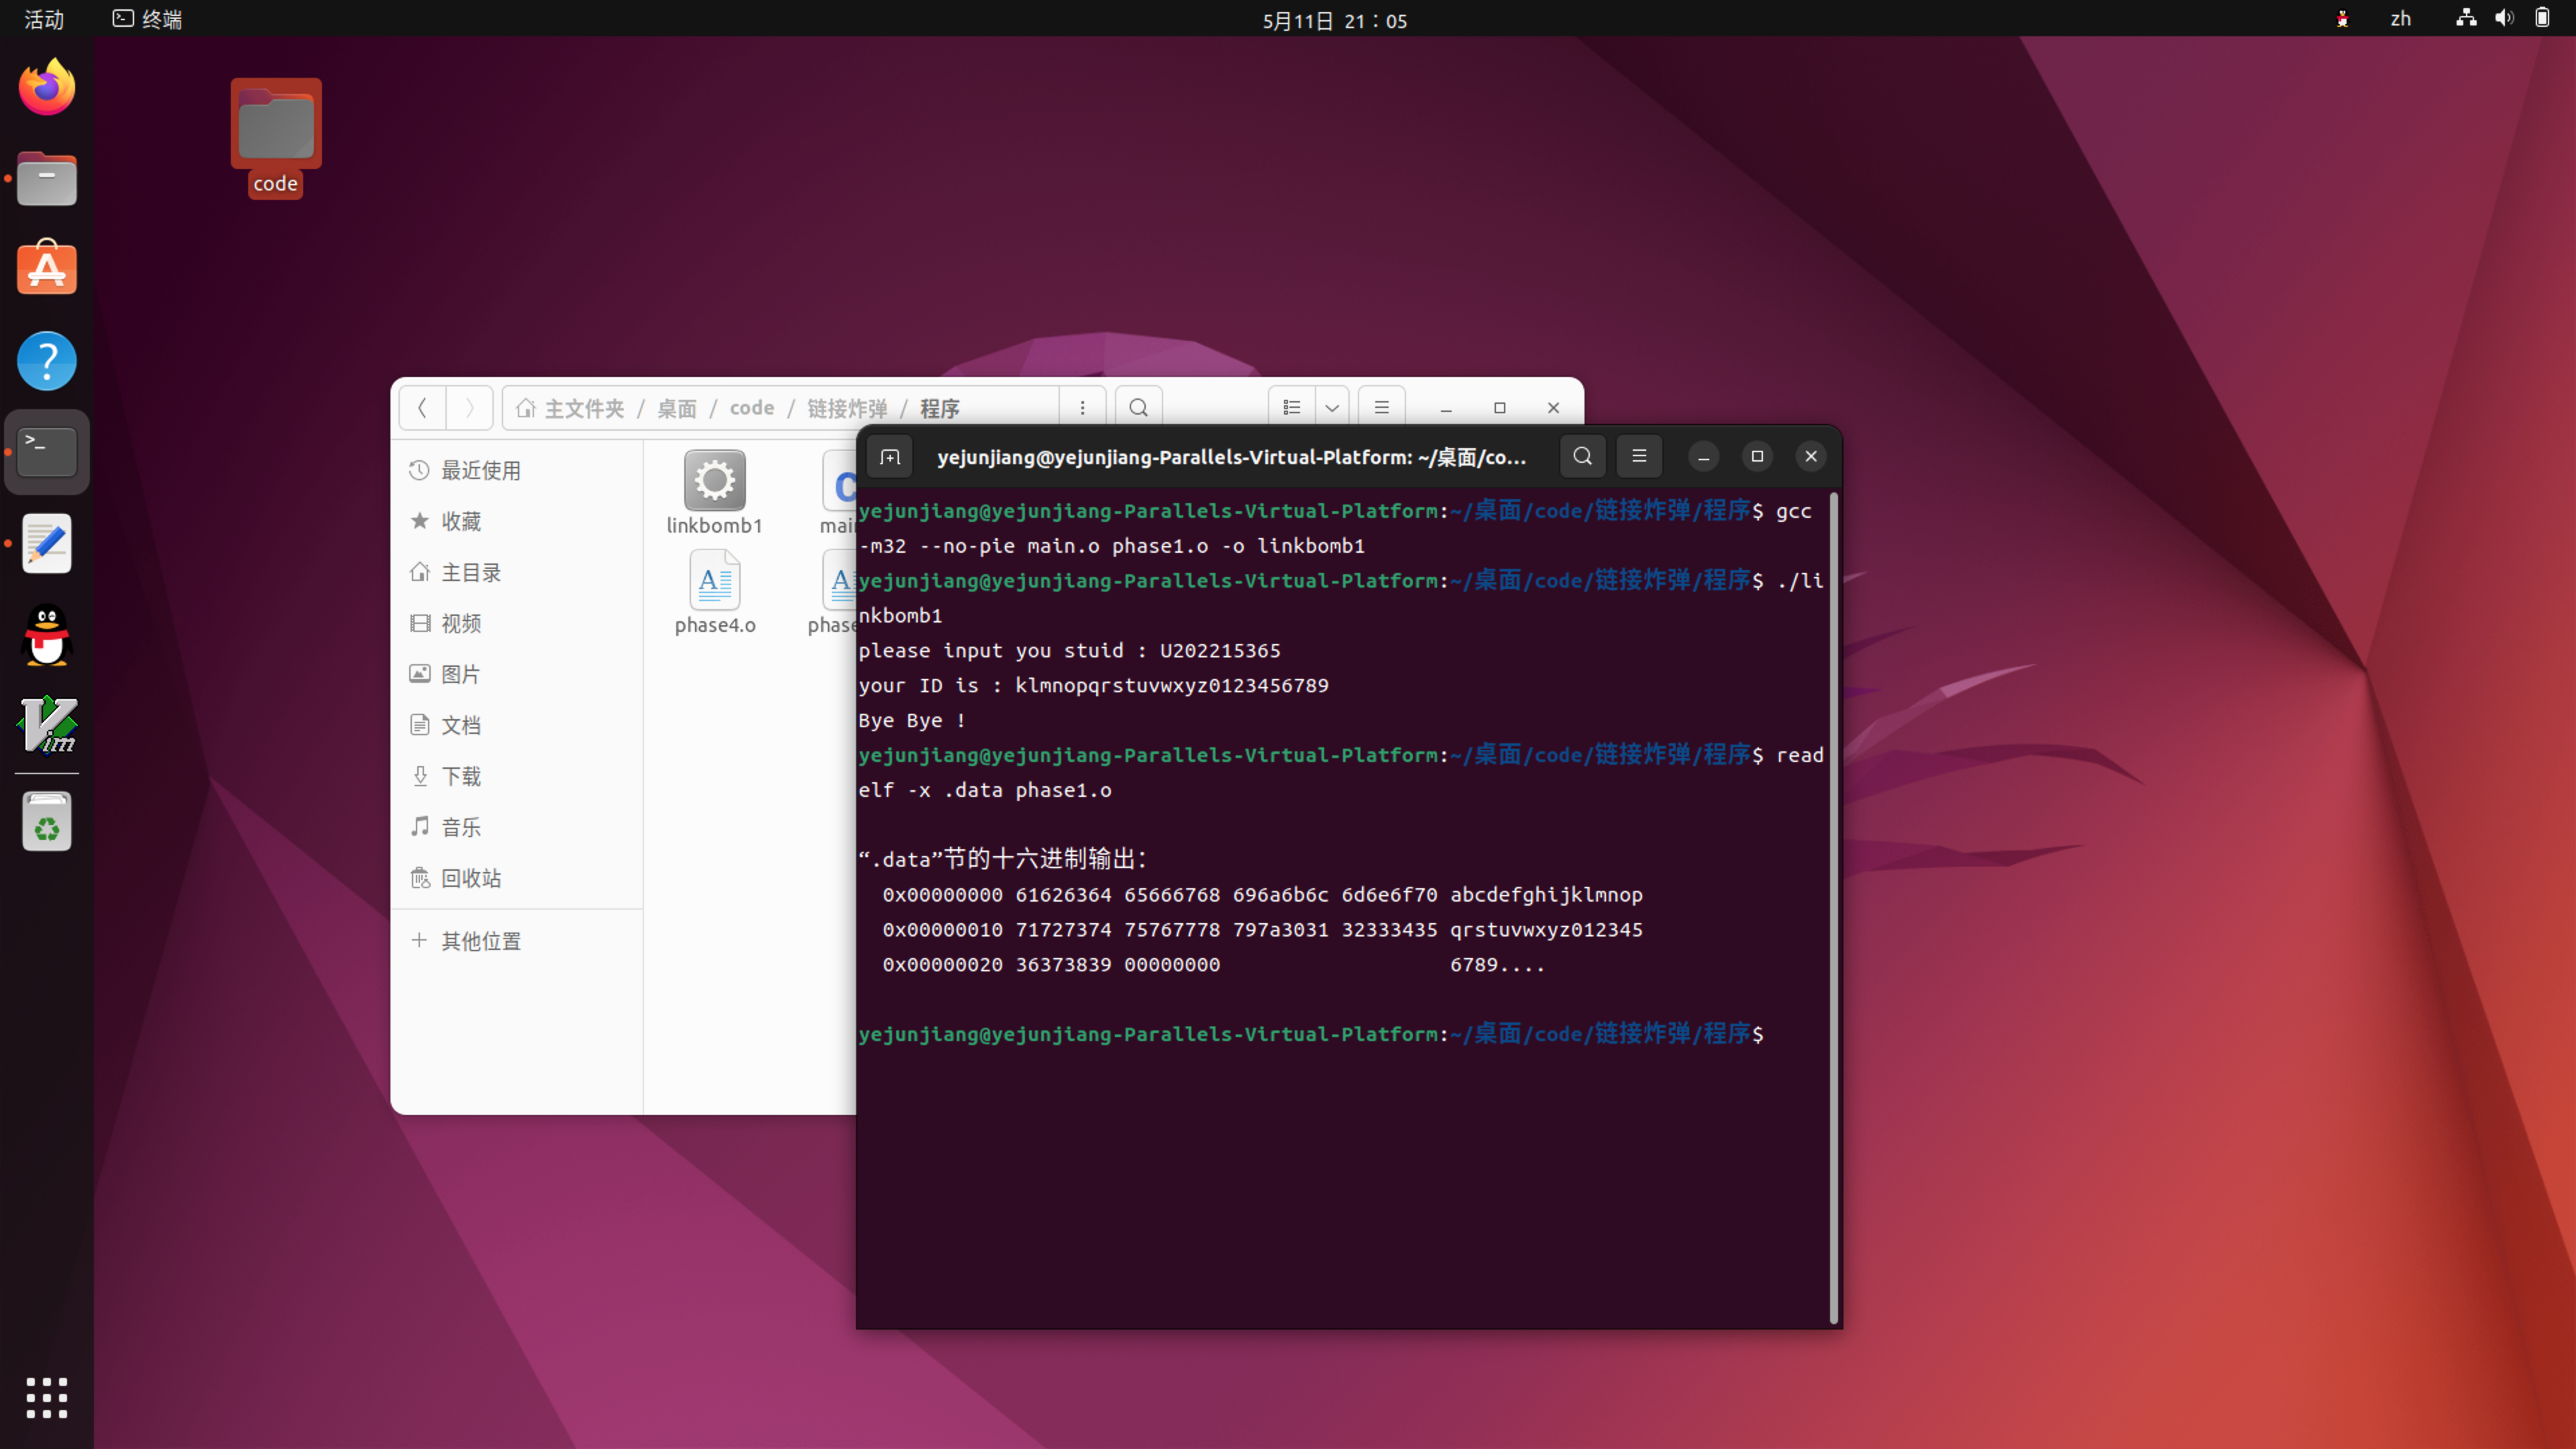 活动 终端 5月11日 21：05 zh
code
主文件夹 / 桌面 / code / 链接炸弹 / 程序
最近使用
收藏
主目录
视频
图片
文档
下载
音乐
回收站
其他位置
linkbomb1
phase4.o
yejunjiang@yejunjiang-Parallels-Virtual-Platform: ~/桌面/co...
yejunjiang@yejunjiang-Parallels-Virtual-Platform:~/桌面/code/链接炸弹/程序$ gcc
-m32 --no-pie main.o phase1.o -o linkbomb1
yejunjiang@yejunjiang-Parallels-Virtual-Platform:~/桌面/code/链接炸弹/程序$ ./li
nkbomb1
please input you stuid : U202215365
your ID is : klmnopqrstuvwxyz0123456789
Bye Bye !
yejunjiang@yejunjiang-Parallels-Virtual-Platform:~/桌面/code/链接炸弹/程序$ read
elf -x .data phase1.o
“.data”节的十六进制输出：
0x00000000 61626364 65666768 696a6b6c 6d6e6f70 abcdefghijklmnop
0x00000010 71727374 75767778 797a3031 32333435 qrstuvwxyz012345
0x00000020 36373839 00000000 6789....
yejunjiang@yejunjiang-Parallels-Virtual-Platform:~/桌面/code/链接炸弹/程序$